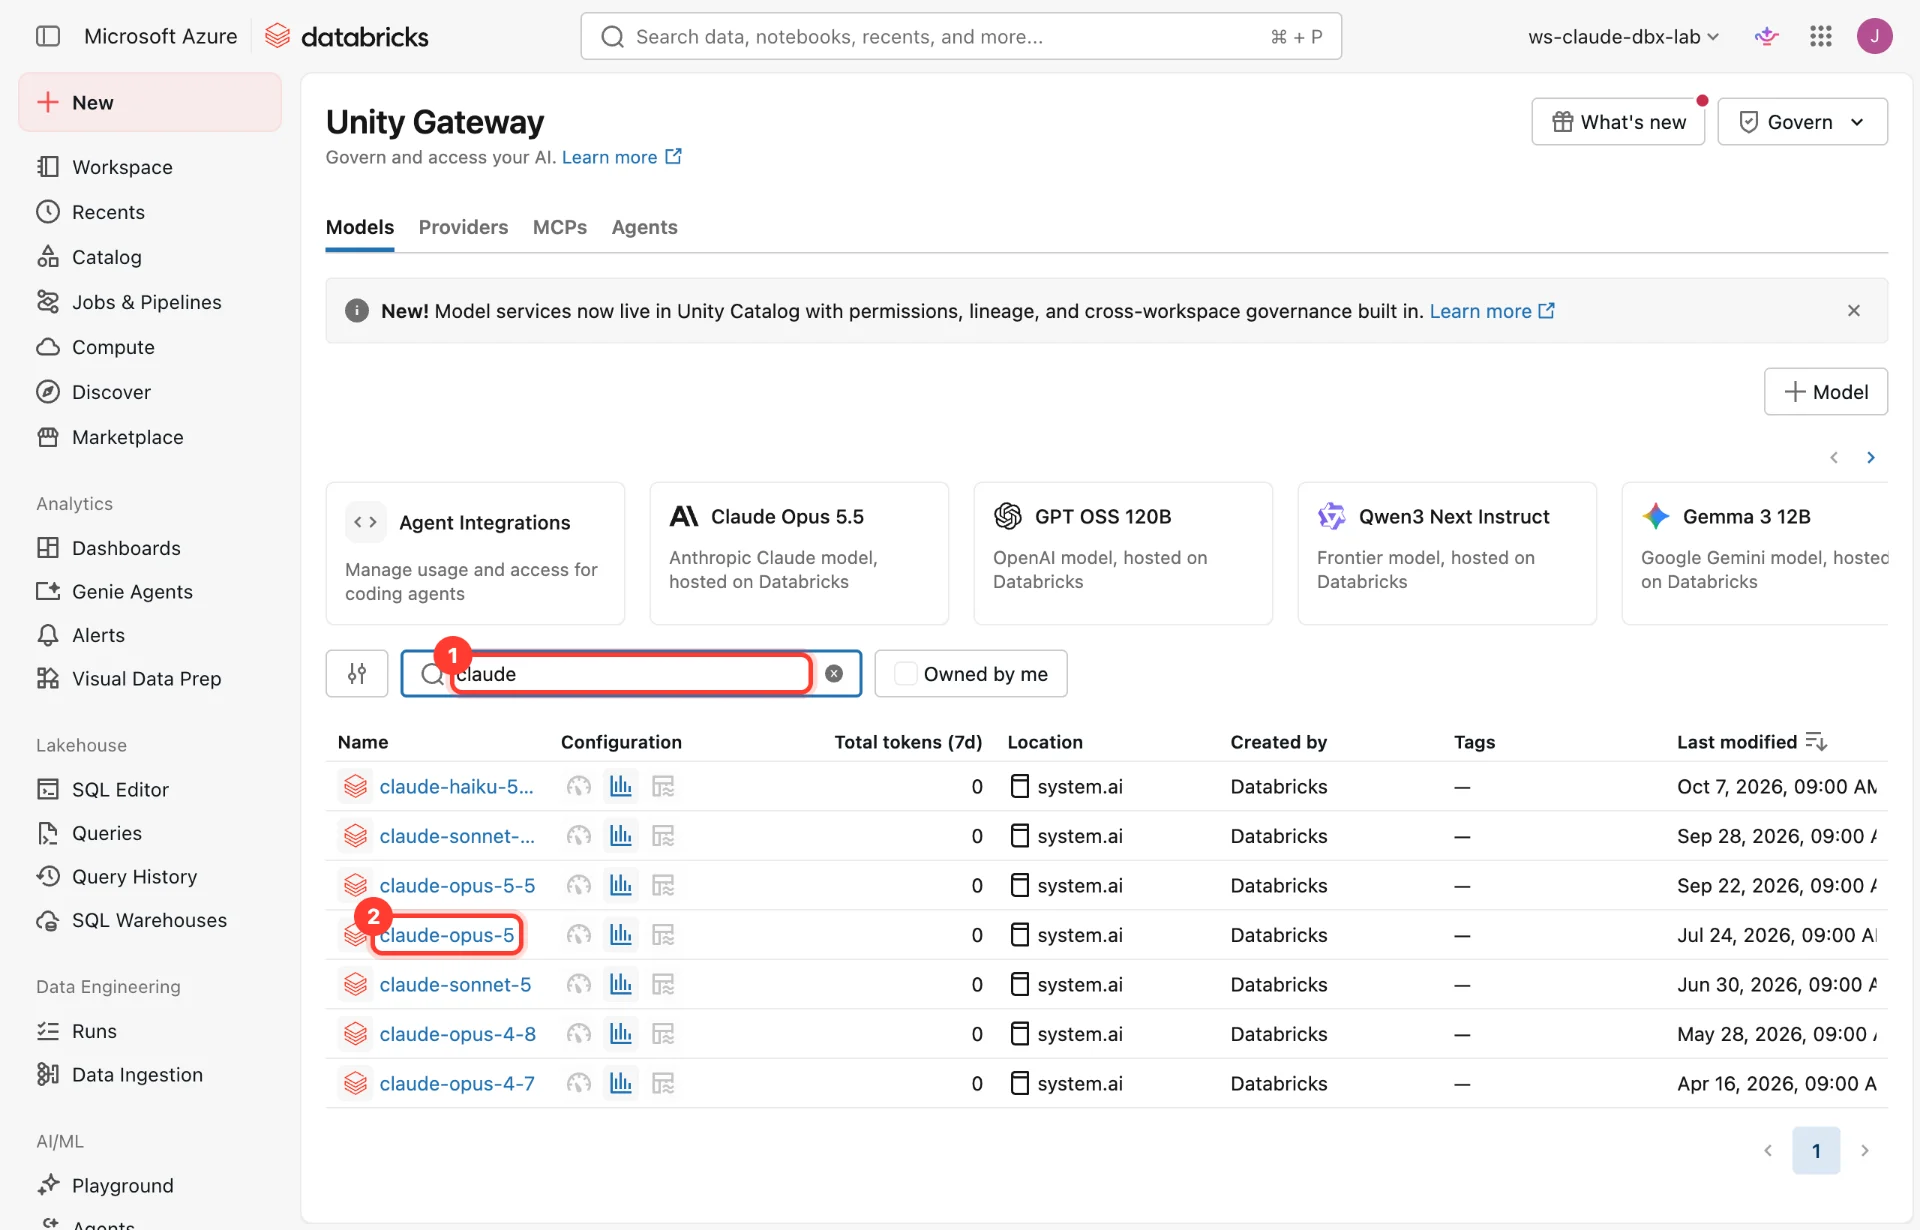 Microsoft Azure
databricks
Search data, notebooks, recents, and more...
⌘ + P
ws-claude-dbx-lab
J
New
Workspace
Recents
Catalog
Jobs & Pipelines
Compute
Discover
Marketplace
Analytics
Dashboards
Genie Agents
Alerts
Visual Data Prep
Lakehouse
SQL Editor
Queries
Query History
SQL Warehouses
Data Engineering
Runs
Data Ingestion
AI/ML
Playground
Agents
Unity Gateway
Govern and access your AI. Learn more
What's new
Govern
Models Providers MCPs Agents
New! Model services now live in Unity Catalog with permissions, lineage, and cross-workspace governance built in. Learn more
Model
Agent Integrations
Manage usage and access for
coding agents
Claude Opus 5.5
Anthropic Claude model,
hosted on Databricks
GPT OSS 120B
OpenAI model, hosted on
Databricks
Qwen3 Next Instruct
Frontier model, hosted on
Databricks
Gemma 3 12B
Google Gemini model, hosted
on Databricks
1
claude
Owned by me
Name Configuration Total tokens (7d) Location Created by Tags Last modified
claude-haiku-5... 0 system.ai Databricks — Oct 7, 2026, 09:00 AM
claude-sonnet-... 0 system.ai Databricks — Sep 28, 2026, 09:00 A
claude-opus-5-5 0 system.ai Databricks — Sep 22, 2026, 09:00 A
2
claude-opus-5 0 system.ai Databricks — Jul 24, 2026, 09:00 A
claude-sonnet-5 0 system.ai Databricks — Jun 30, 2026, 09:00 A
claude-opus-4-8 0 system.ai Databricks — May 28, 2026, 09:00
claude-opus-4-7 0 system.ai Databricks — Apr 16, 2026, 09:00 A
1